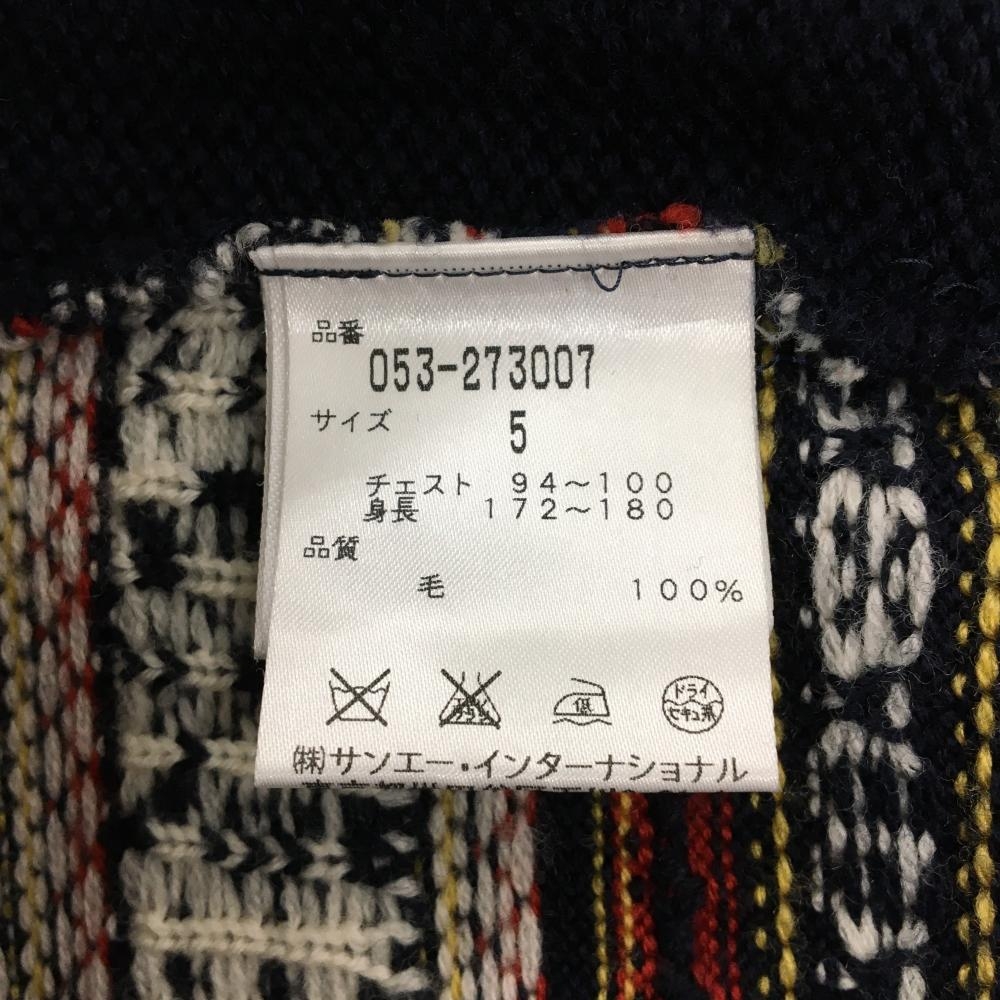 品番
053-273007
サイズ
5
チェスト 94～100
身長 172～180
品質
毛 100%
低 ドライ
セキユ系
㈱サンエー・インターナショナル